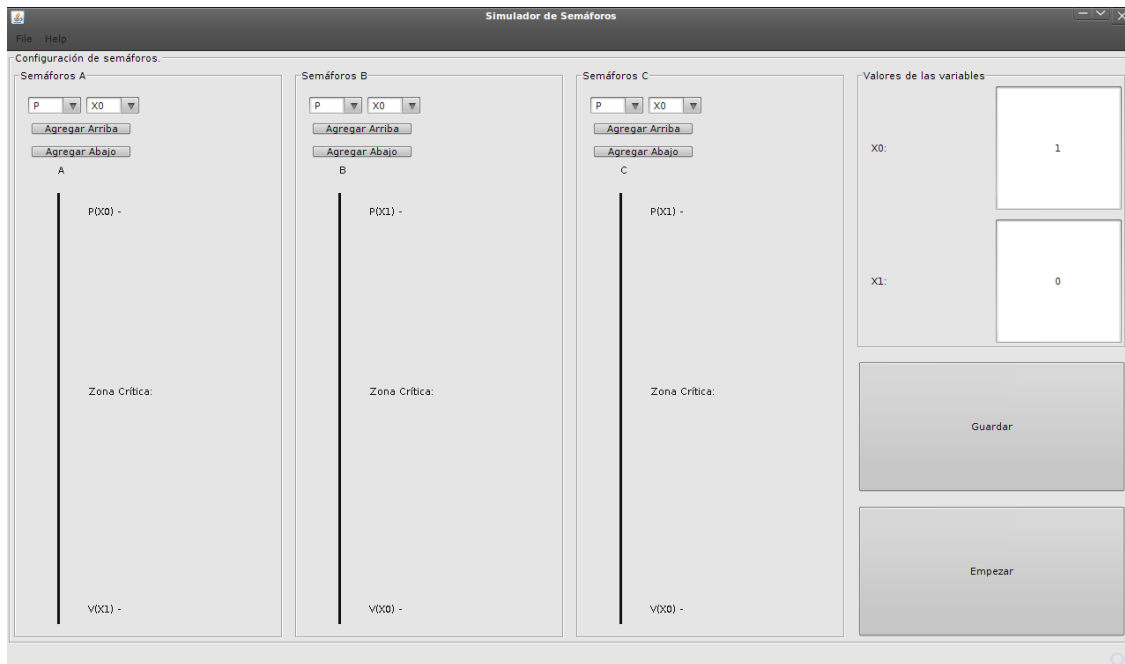 Simulador de Semáforos
File Help
Configuración de semáforos.
Semáforos A
P X0
Agregar Arriba
Agregar Abajo
A
P(X0) -
Zona Crítica:
V(X1) -
Semáforos B
P X0
Agregar Arriba
Agregar Abajo
B
P(X1) -
Zona Crítica:
V(X0) -
Semáforos C
P X0
Agregar Arriba
Agregar Abajo
C
P(X1) -
Zona Crítica:
V(X0) -
Valores de las variables
X0: 1
X1: 0
Guardar
Empezar